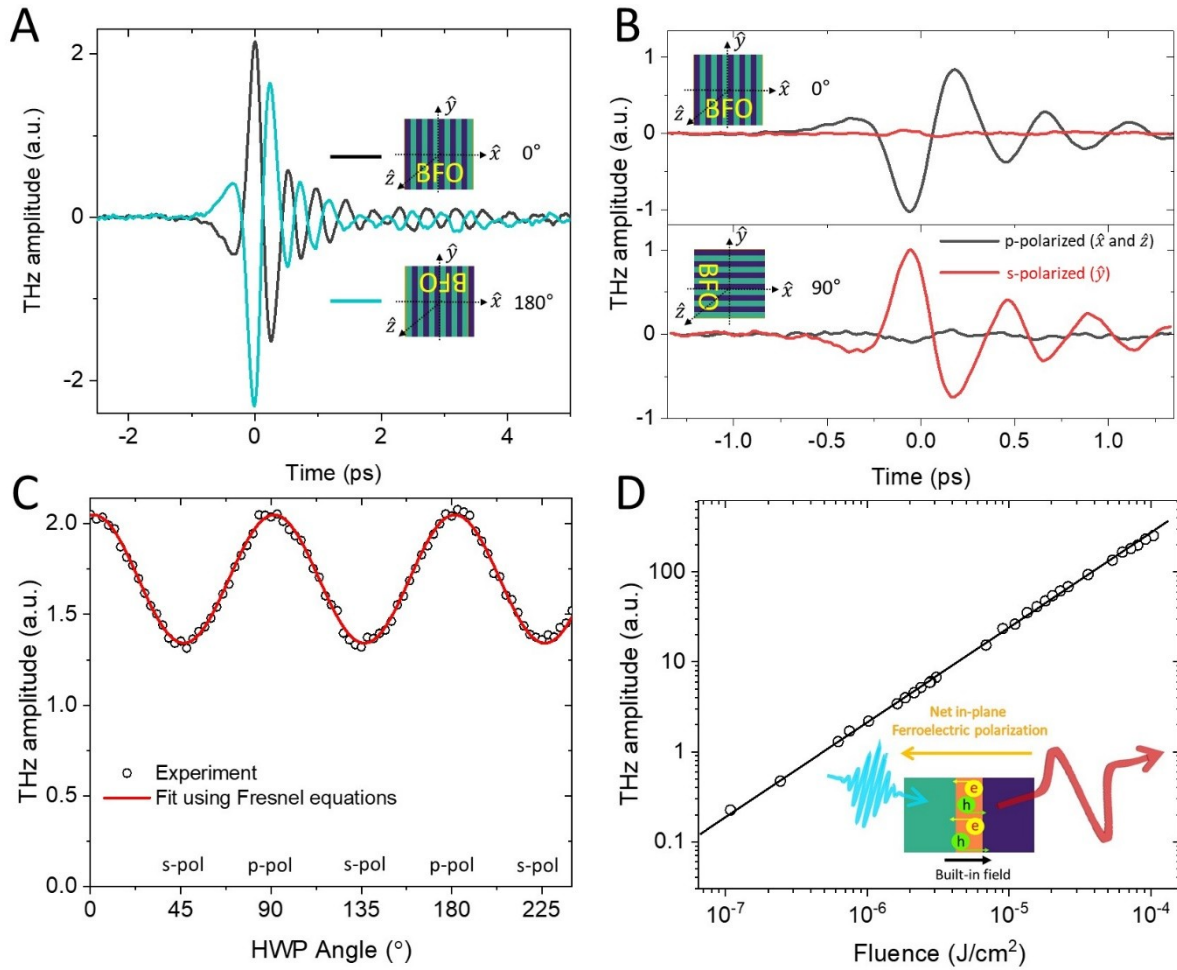 A
THz amplitude (a.u.)
2
0
-2
-2
0
2
4
Time (ps)
ŷ
x̂ 0°
ẑ
BFO
ŷ
BFO
x̂ 180°
ẑ
B
THz amplitude (a.u.)
1
0
-1
ŷ
x̂ 0°
ẑ
BFO
1
0
-1
ŷ
BFO
x̂ 90°
ẑ
p-polarized (x̂ and ẑ)
s-polarized (ŷ)
-1.0
-0.5
0.0
0.5
1.0
Time (ps)
C
THz amplitude (a.u.)
2.0
1.5
1.0
0.5
0.0
Experiment
Fit using Fresnel equations
s-pol p-pol s-pol p-pol s-pol
0 45 90 135 180 225
HWP Angle (°)
D
THz amplitude (a.u.)
100
10
1
0.1
Net in-plane
Ferroelectric polarization
e
h
e
h
Built-in field
10⁻⁷ 10⁻⁶ 10⁻⁵ 10⁻⁴
Fluence (J/cm²)